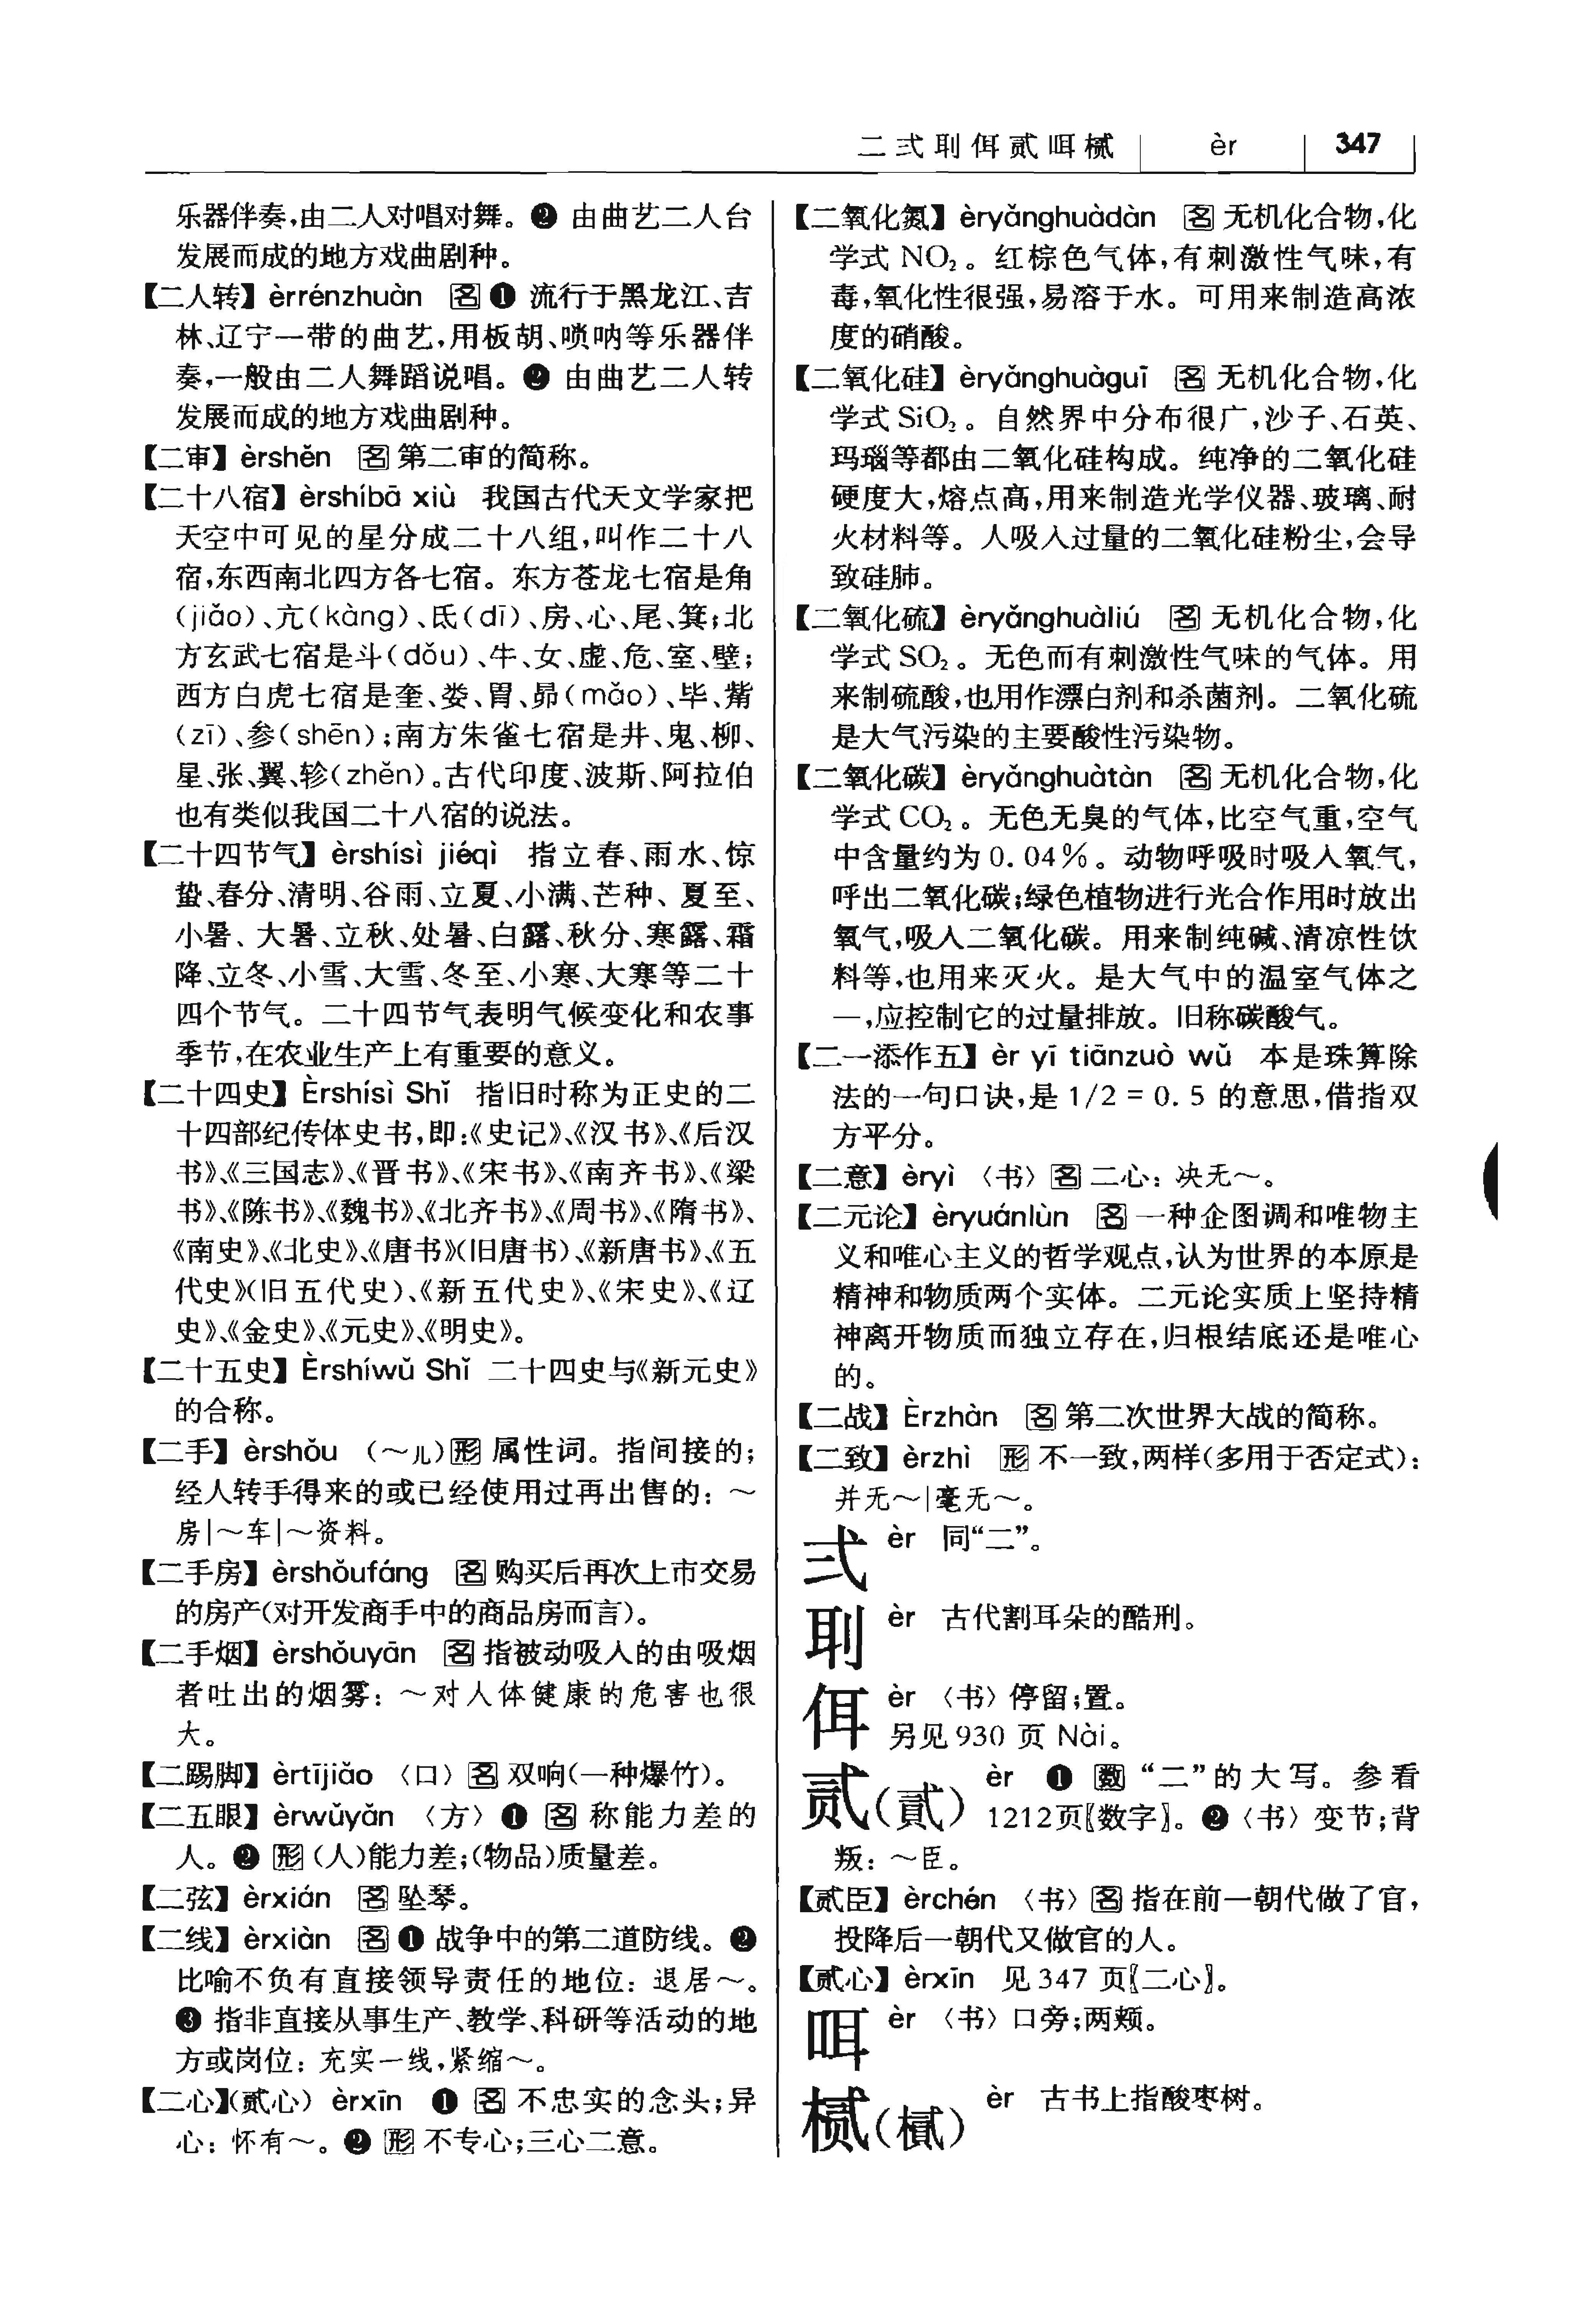 二弍刵佴贰咡樲 èr 347
乐器伴奏,由二人对唱对舞。❷ 由曲艺二人台
发展而成的地方戏曲剧种。
【二人转】èrrénzhuàn 名❶ 流行于黑龙江、吉
林、辽宁一带的曲艺,用板胡、唢呐等乐器伴
奏,一般由二人舞蹈说唱。❷ 由曲艺二人转
发展而成的地方戏曲剧种。
【二审】èrshěn 名 第二审的简称。
【二十八宿】èrshíbā xiù 我国古代天文学家把
天空中可见的星分成二十八组,叫作二十八
宿,东西南北四方各七宿。东方苍龙七宿是角
(jiǎo)、亢(kàng)、氐(dī)、房、心、尾、箕;北
方玄武七宿是斗(dǒu)、牛、女、虚、危、室、壁;
西方白虎七宿是奎、娄、胃、昴(mǎo)、毕、觜
(zī)、参(shēn);南方朱雀七宿是井、鬼、柳、
星、张、翼、轸(zhěn)。古代印度、波斯、阿拉伯
也有类似我国二十八宿的说法。
【二十四节气】èrshísì jiéqì 指立春、雨水、惊
蛰、春分、清明、谷雨、立夏、小满、芒种、夏至、
小暑、大暑、立秋、处暑、白露、秋分、寒露、霜
降、立冬、小雪、大雪、冬至、小寒、大寒等二十
四个节气。二十四节气表明气候变化和农事
季节,在农业生产上有重要的意义。
【二十四史】Èrshísì Shǐ 指旧时称为正史的二
十四部纪传体史书,即:《史记》、《汉书》、《后汉
书》、《三国志》、《晋书》、《宋书》、《南齐书》、《梁
书》、《陈书》、《魏书》、《北齐书》、《周书》、《隋书》、
《南史》、《北史》、《唐书》(旧唐书)、《新唐书》、《五
代史》(旧五代史)、《新五代史》、《宋史》、《辽
史》、《金史》、《元史》、《明史》。
【二十五史】Èrshíwǔ Shǐ 二十四史与《新元史》
的合称。
【二手】èrshǒu (～儿)形 属性词。指间接的;
经人转手得来的或已经使用过再出售的:～
房|～车|～资料。
【二手房】èrshǒufáng 名 购买后再次上市交易
的房产(对开发商手中的商品房而言)。
【二手烟】èrshǒuyān 名 指被动吸入的由吸烟
者吐出的烟雾:～对人体健康的危害也很
大。
【二踢脚】èrtījiǎo 〈口〉名 双响(一种爆竹)。
【二五眼】èrwǔyǎn 〈方〉❶ 名 称能力差的
人。❷ 形 (人)能力差;(物品)质量差。
【二弦】èrxián 名 坠琴。
【二线】èrxiàn 名❶ 战争中的第二道防线。❷
比喻不负有直接领导责任的地位:退居～。
❸ 指非直接从事生产、教学、科研等活动的地
方或岗位:充实一线,紧缩～。
【二心】(贰心) èrxīn ❶ 名 不忠实的念头;异
心:怀有～。❷ 形 不专心;三心二意。
【二氧化氮】èryǎnghuàdàn 名 无机化合物,化
学式 NO₂。红棕色气体,有刺激性气味,有
毒,氧化性很强,易溶于水。可用来制造高浓
度的硝酸。
【二氧化硅】èryǎnghuàguī 名 无机化合物,化
学式 SiO₂。自然界中分布很广,沙子、石英、
玛瑙等都由二氧化硅构成。纯净的二氧化硅
硬度大,熔点高,用来制造光学仪器、玻璃、耐
火材料等。人吸入过量的二氧化硅粉尘,会导
致硅肺。
【二氧化硫】èryǎnghuàliú 名 无机化合物,化
学式 SO₂。无色而有刺激性气味的气体。用
来制硫酸,也用作漂白剂和杀菌剂。二氧化硫
是大气污染的主要酸性污染物。
【二氧化碳】èryǎnghuàtàn 名 无机化合物,化
学式 CO₂。无色无臭的气体,比空气重,空气
中含量约为 0.04%。动物呼吸时吸入氧气,
呼出二氧化碳;绿色植物进行光合作用时放出
氧气,吸入二氧化碳。用来制纯碱、清凉性饮
料等,也用来灭火。是大气中的温室气体之
一,应控制它的过量排放。旧称碳酸气。
【二一添作五】èr yī tiānzuò wǔ 本是珠算除
法的一句口诀,是 1/2 = 0.5 的意思,借指双
方平分。
【二意】èryì 〈书〉名 二心:决无～。
【二元论】èryuánlùn 名 一种企图调和唯物主
义和唯心主义的哲学观点,认为世界的本原是
精神和物质两个实体。二元论实质上坚持精
神离开物质而独立存在,归根结底还是唯心
的。
【二战】Èrzhàn 名 第二次世界大战的简称。
【二致】èrzhì 形 不一致,两样(多用于否定式):
并无～|毫无～。
弍 èr 同“二”。
刵 èr 古代割耳朵的酷刑。
佴 èr 〈书〉停留;置。
另见 930 页 Nài。
贰(貳) èr ❶ 数 “二”的大写。参看
1212页〖数字〗。❷〈书〉变节;背
叛:～臣。
【贰臣】èrchén 〈书〉名 指在前一朝代做了官,
投降后一朝代又做官的人。
【贰心】èrxīn 见 347 页〖二心〗。
咡 èr 〈书〉口旁;两颊。
樲(樲) èr 古书上指酸枣树。